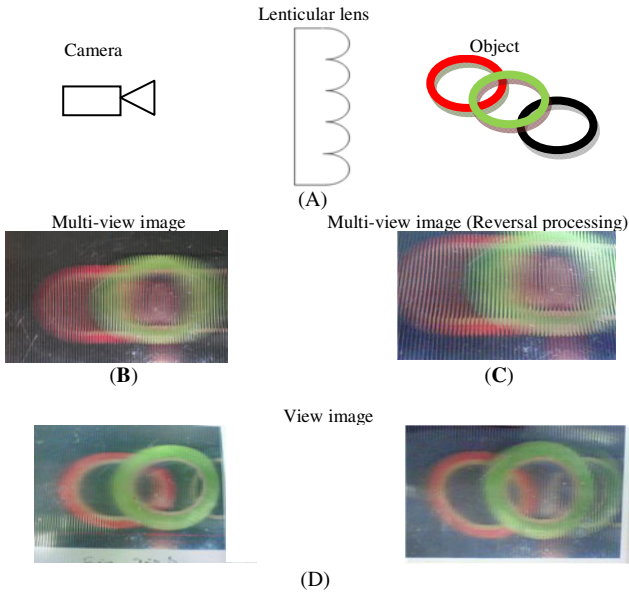 Lenticular lens
Camera
Object
(A)
Multi-view image
Multi-view image (Reversal processing)
(B)
(C)
View image
(D)